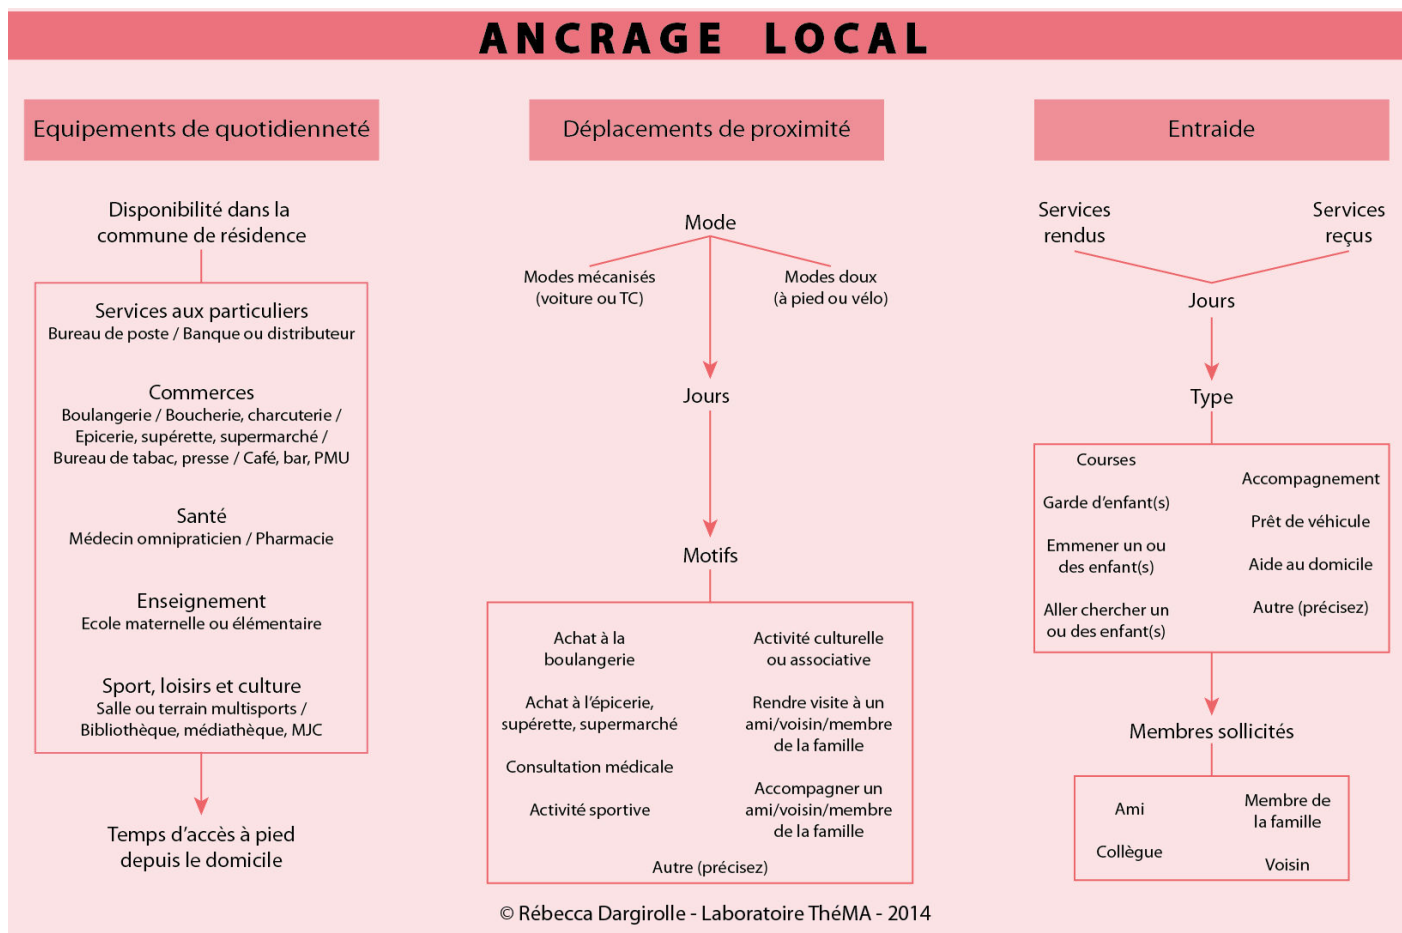 ANCRAGE LOCAL
Equipements de quotidienneté
Disponibilité dans la
commune de résidence
Services aux particuliers
Bureau de poste / Banque ou distributeur
Commerces
Boulangerie / Boucherie, charcuterie /
Epicerie, supérette, supermarché /
Bureau de tabac, presse / Café, bar, PMU
Santé
Médecin omnipraticien / Pharmacie
Enseignement
Ecole maternelle ou élémentaire
Sport, loisirs et culture
Salle ou terrain multisports /
Bibliothèque, médiathèque, MJC
Temps d’accès à pied
depuis le domicile
Déplacements de proximité
Mode
Modes mécanisés
(voiture ou TC)
Modes doux
(à pied ou vélo)
Jours
Motifs
Achat à la
boulangerie
Achat à l’épicerie,
supérette, supermarché
Consultation médicale
Activité sportive
Activité culturelle
ou associative
Rendre visite à un
ami/voisin/membre
de la famille
Accompagner un
ami/voisin/membre
de la famille
Autre (précisez)
Entraide
Services
rendus
Services
reçus
Jours
Type
Courses
Garde d’enfant(s)
Emmener un ou
des enfant(s)
Aller chercher un
ou des enfant(s)
Accompagnement
Prêt de véhicule
Aide au domicile
Autre (précisez)
Membres sollicités
Ami
Collègue
Membre de
la famille
Voisin
© Rébecca Dargirolle - Laboratoire ThéMA - 2014